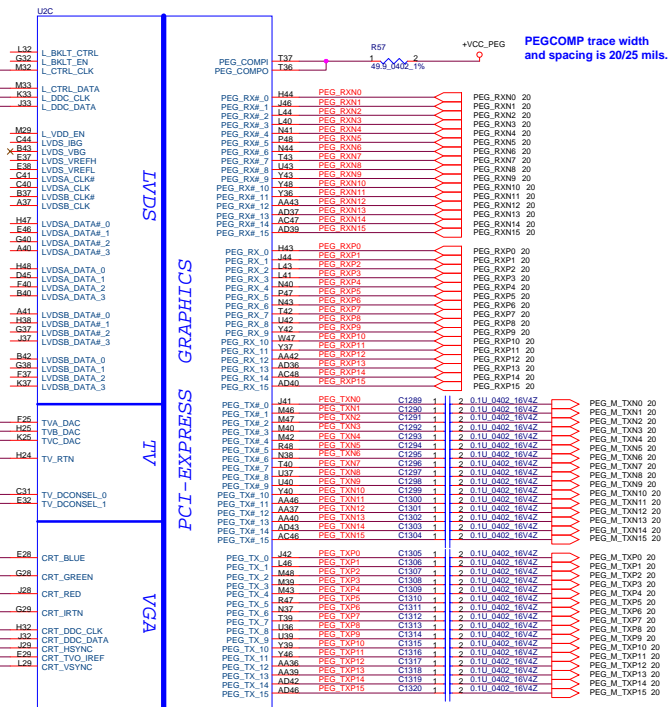 U2C
L32 L_BKLT_CTRL
G32 L_BKLT_EN
M32 L_CTRL_CLK
M33 L_CTRL_DATA
K33 L_DDC_CLK
J33 L_DDC_DATA
M29 L_VDD_EN
C44 LVDS_IBG
B43 LVDS_VBG
E37 LVDS_VREFH
E38 LVDS_VREFL
C41 LVDSA_CLK#
C40 LVDSA_CLK
B37 LVDSB_CLK#
A37 LVDSB_CLK
H47 LVDSA_DATA#_0
E46 LVDSA_DATA#_1
G40 LVDSA_DATA#_2
A40 LVDSA_DATA#_3
H48 LVDSA_DATA_0
D45 LVDSA_DATA_1
F40 LVDSA_DATA_2
B40 LVDSA_DATA_3
A41 LVDSB_DATA#_0
H38 LVDSB_DATA#_1
G37 LVDSB_DATA#_2
J37 LVDSB_DATA#_3
B42 LVDSB_DATA_0
G38 LVDSB_DATA_1
F37 LVDSB_DATA_2
K37 LVDSB_DATA_3
F25 TVA_DAC
H25 TVB_DAC
K25 TVC_DAC
H24 TV_RTN
C31 TV_DCONSEL_0
E32 TV_DCONSEL_1
E28 CRT_BLUE
G28 CRT_GREEN
J28 CRT_RED
G29 CRT_IRTN
H32 CRT_DDC_CLK
J32 CRT_DDC_DATA
J29 CRT_HSYNC
E29 CRT_TVO_IREF
L29 CRT_VSYNC
LVDS
TV
VGA
PCI-EXPRESS GRAPHICS
PEG_COMPI T37
PEG_COMPO T36
R57
1 2
49.9_0402_1%
+VCC_PEG
PEGCOMP trace width
and spacing is 20/25 mils.
PEG_RX#_0 H44 PEG_RXN0 PEG_RXN0 20
PEG_RX#_1 J46 PEG_RXN1 PEG_RXN1 20
PEG_RX#_2 L44 PEG_RXN2 PEG_RXN2 20
PEG_RX#_3 L40 PEG_RXN3 PEG_RXN3 20
PEG_RX#_4 N41 PEG_RXN4 PEG_RXN4 20
PEG_RX#_5 P48 PEG_RXN5 PEG_RXN5 20
PEG_RX#_6 N44 PEG_RXN6 PEG_RXN6 20
PEG_RX#_7 T43 PEG_RXN7 PEG_RXN7 20
PEG_RX#_8 U43 PEG_RXN8 PEG_RXN8 20
PEG_RX#_9 Y43 PEG_RXN9 PEG_RXN9 20
PEG_RX#_10 Y48 PEG_RXN10 PEG_RXN10 20
PEG_RX#_11 Y36 PEG_RXN11 PEG_RXN11 20
PEG_RX#_12 AA43 PEG_RXN12 PEG_RXN12 20
PEG_RX#_13 AD37 PEG_RXN13 PEG_RXN13 20
PEG_RX#_14 AC47 PEG_RXN14 PEG_RXN14 20
PEG_RX#_15 AD39 PEG_RXN15 PEG_RXN15 20
PEG_RX_0 H43 PEG_RXP0 PEG_RXP0 20
PEG_RX_1 J44 PEG_RXP1 PEG_RXP1 20
PEG_RX_2 L43 PEG_RXP2 PEG_RXP2 20
PEG_RX_3 L41 PEG_RXP3 PEG_RXP3 20
PEG_RX_4 N40 PEG_RXP4 PEG_RXP4 20
PEG_RX_5 P47 PEG_RXP5 PEG_RXP5 20
PEG_RX_6 N43 PEG_RXP6 PEG_RXP6 20
PEG_RX_7 T42 PEG_RXP7 PEG_RXP7 20
PEG_RX_8 U42 PEG_RXP8 PEG_RXP8 20
PEG_RX_9 Y42 PEG_RXP9 PEG_RXP9 20
PEG_RX_10 W47 PEG_RXP10 PEG_RXP10 20
PEG_RX_11 Y37 PEG_RXP11 PEG_RXP11 20
PEG_RX_12 AA42 PEG_RXP12 PEG_RXP12 20
PEG_RX_13 AD36 PEG_RXP13 PEG_RXP13 20
PEG_RX_14 AC48 PEG_RXP14 PEG_RXP14 20
PEG_RX_15 AD40 PEG_RXP15 PEG_RXP15 20
PEG_TX#_0 J41 PEG_TXN0 C1289 1 2 0.1U_0402_16V4Z PEG_M_TXN0 20
PEG_TX#_1 M46 PEG_TXN1 C1290 1 2 0.1U_0402_16V4Z PEG_M_TXN1 20
PEG_TX#_2 M47 PEG_TXN2 C1291 1 2 0.1U_0402_16V4Z PEG_M_TXN2 20
PEG_TX#_3 M40 PEG_TXN3 C1292 1 2 0.1U_0402_16V4Z PEG_M_TXN3 20
PEG_TX#_4 M42 PEG_TXN4 C1293 1 2 0.1U_0402_16V4Z PEG_M_TXN4 20
PEG_TX#_5 R48 PEG_TXN5 C1294 1 2 0.1U_0402_16V4Z PEG_M_TXN5 20
PEG_TX#_6 N38 PEG_TXN6 C1295 1 2 0.1U_0402_16V4Z PEG_M_TXN6 20
PEG_TX#_7 T40 PEG_TXN7 C1296 1 2 0.1U_0402_16V4Z PEG_M_TXN7 20
PEG_TX#_8 U37 PEG_TXN8 C1297 1 2 0.1U_0402_16V4Z PEG_M_TXN8 20
PEG_TX#_9 U40 PEG_TXN9 C1298 1 2 0.1U_0402_16V4Z PEG_M_TXN9 20
PEG_TX#_10 Y40 PEG_TXN10 C1299 1 2 0.1U_0402_16V4Z PEG_M_TXN10 20
PEG_TX#_11 AA46 PEG_TXN11 C1300 1 2 0.1U_0402_16V4Z PEG_M_TXN11 20
PEG_TX#_12 AA37 PEG_TXN12 C1301 1 2 0.1U_0402_16V4Z PEG_M_TXN12 20
PEG_TX#_13 AA40 PEG_TXN13 C1302 1 2 0.1U_0402_16V4Z PEG_M_TXN13 20
PEG_TX#_14 AD43 PEG_TXN14 C1303 1 2 0.1U_0402_16V4Z PEG_M_TXN14 20
PEG_TX#_15 AC46 PEG_TXN15 C1304 1 2 0.1U_0402_16V4Z PEG_M_TXN15 20
PEG_TX_0 J42 PEG_TXP0 C1305 1 2 0.1U_0402_16V4Z PEG_M_TXP0 20
PEG_TX_1 L46 PEG_TXP1 C1306 1 2 0.1U_0402_16V4Z PEG_M_TXP1 20
PEG_TX_2 M48 PEG_TXP2 C1307 1 2 0.1U_0402_16V4Z PEG_M_TXP2 20
PEG_TX_3 M39 PEG_TXP3 C1308 1 2 0.1U_0402_16V4Z PEG_M_TXP3 20
PEG_TX_4 M43 PEG_TXP4 C1309 1 2 0.1U_0402_16V4Z PEG_M_TXP4 20
PEG_TX_5 R47 PEG_TXP5 C1310 1 2 0.1U_0402_16V4Z PEG_M_TXP5 20
PEG_TX_6 N37 PEG_TXP6 C1311 1 2 0.1U_0402_16V4Z PEG_M_TXP6 20
PEG_TX_7 T39 PEG_TXP7 C1312 1 2 0.1U_0402_16V4Z PEG_M_TXP7 20
PEG_TX_8 U36 PEG_TXP8 C1313 1 2 0.1U_0402_16V4Z PEG_M_TXP8 20
PEG_TX_9 U39 PEG_TXP9 C1314 1 2 0.1U_0402_16V4Z PEG_M_TXP9 20
PEG_TX_10 Y39 PEG_TXP10 C1315 1 2 0.1U_0402_16V4Z PEG_M_TXP10 20
PEG_TX_11 Y46 PEG_TXP11 C1316 1 2 0.1U_0402_16V4Z PEG_M_TXP11 20
PEG_TX_12 AA36 PEG_TXP12 C1317 1 2 0.1U_0402_16V4Z PEG_M_TXP12 20
PEG_TX_13 AA39 PEG_TXP13 C1318 1 2 0.1U_0402_16V4Z PEG_M_TXP13 20
PEG_TX_14 AD42 PEG_TXP14 C1319 1 2 0.1U_0402_16V4Z PEG_M_TXP14 20
PEG_TX_15 AD46 PEG_TXP15 C1320 1 2 0.1U_0402_16V4Z PEG_M_TXP15 20